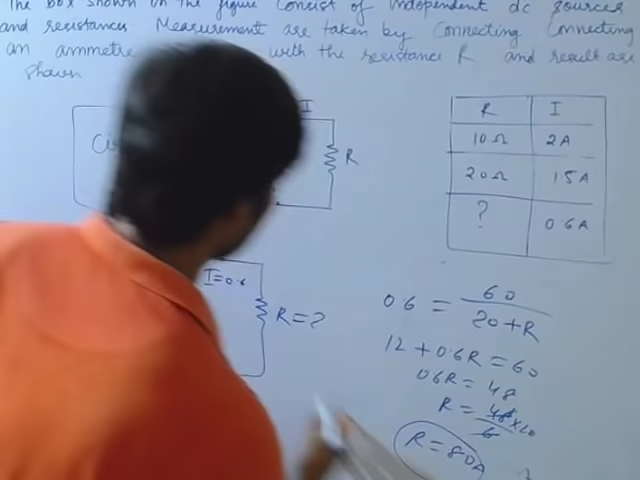 The box shown in the figure consist of independent dc sources
and resistances Measurement are taken by Connecting Connecting
an ammetre with the resistance R and result are
shown
I
R
R I
10Ω 2A
20Ω 1 5A
? 0 6A
I=0.6
R=?
0 6 = 60 / 20+R
12 + 0.6R = 60
0 6R = 48
R = 48 / 6 ×10
R = 80Ω